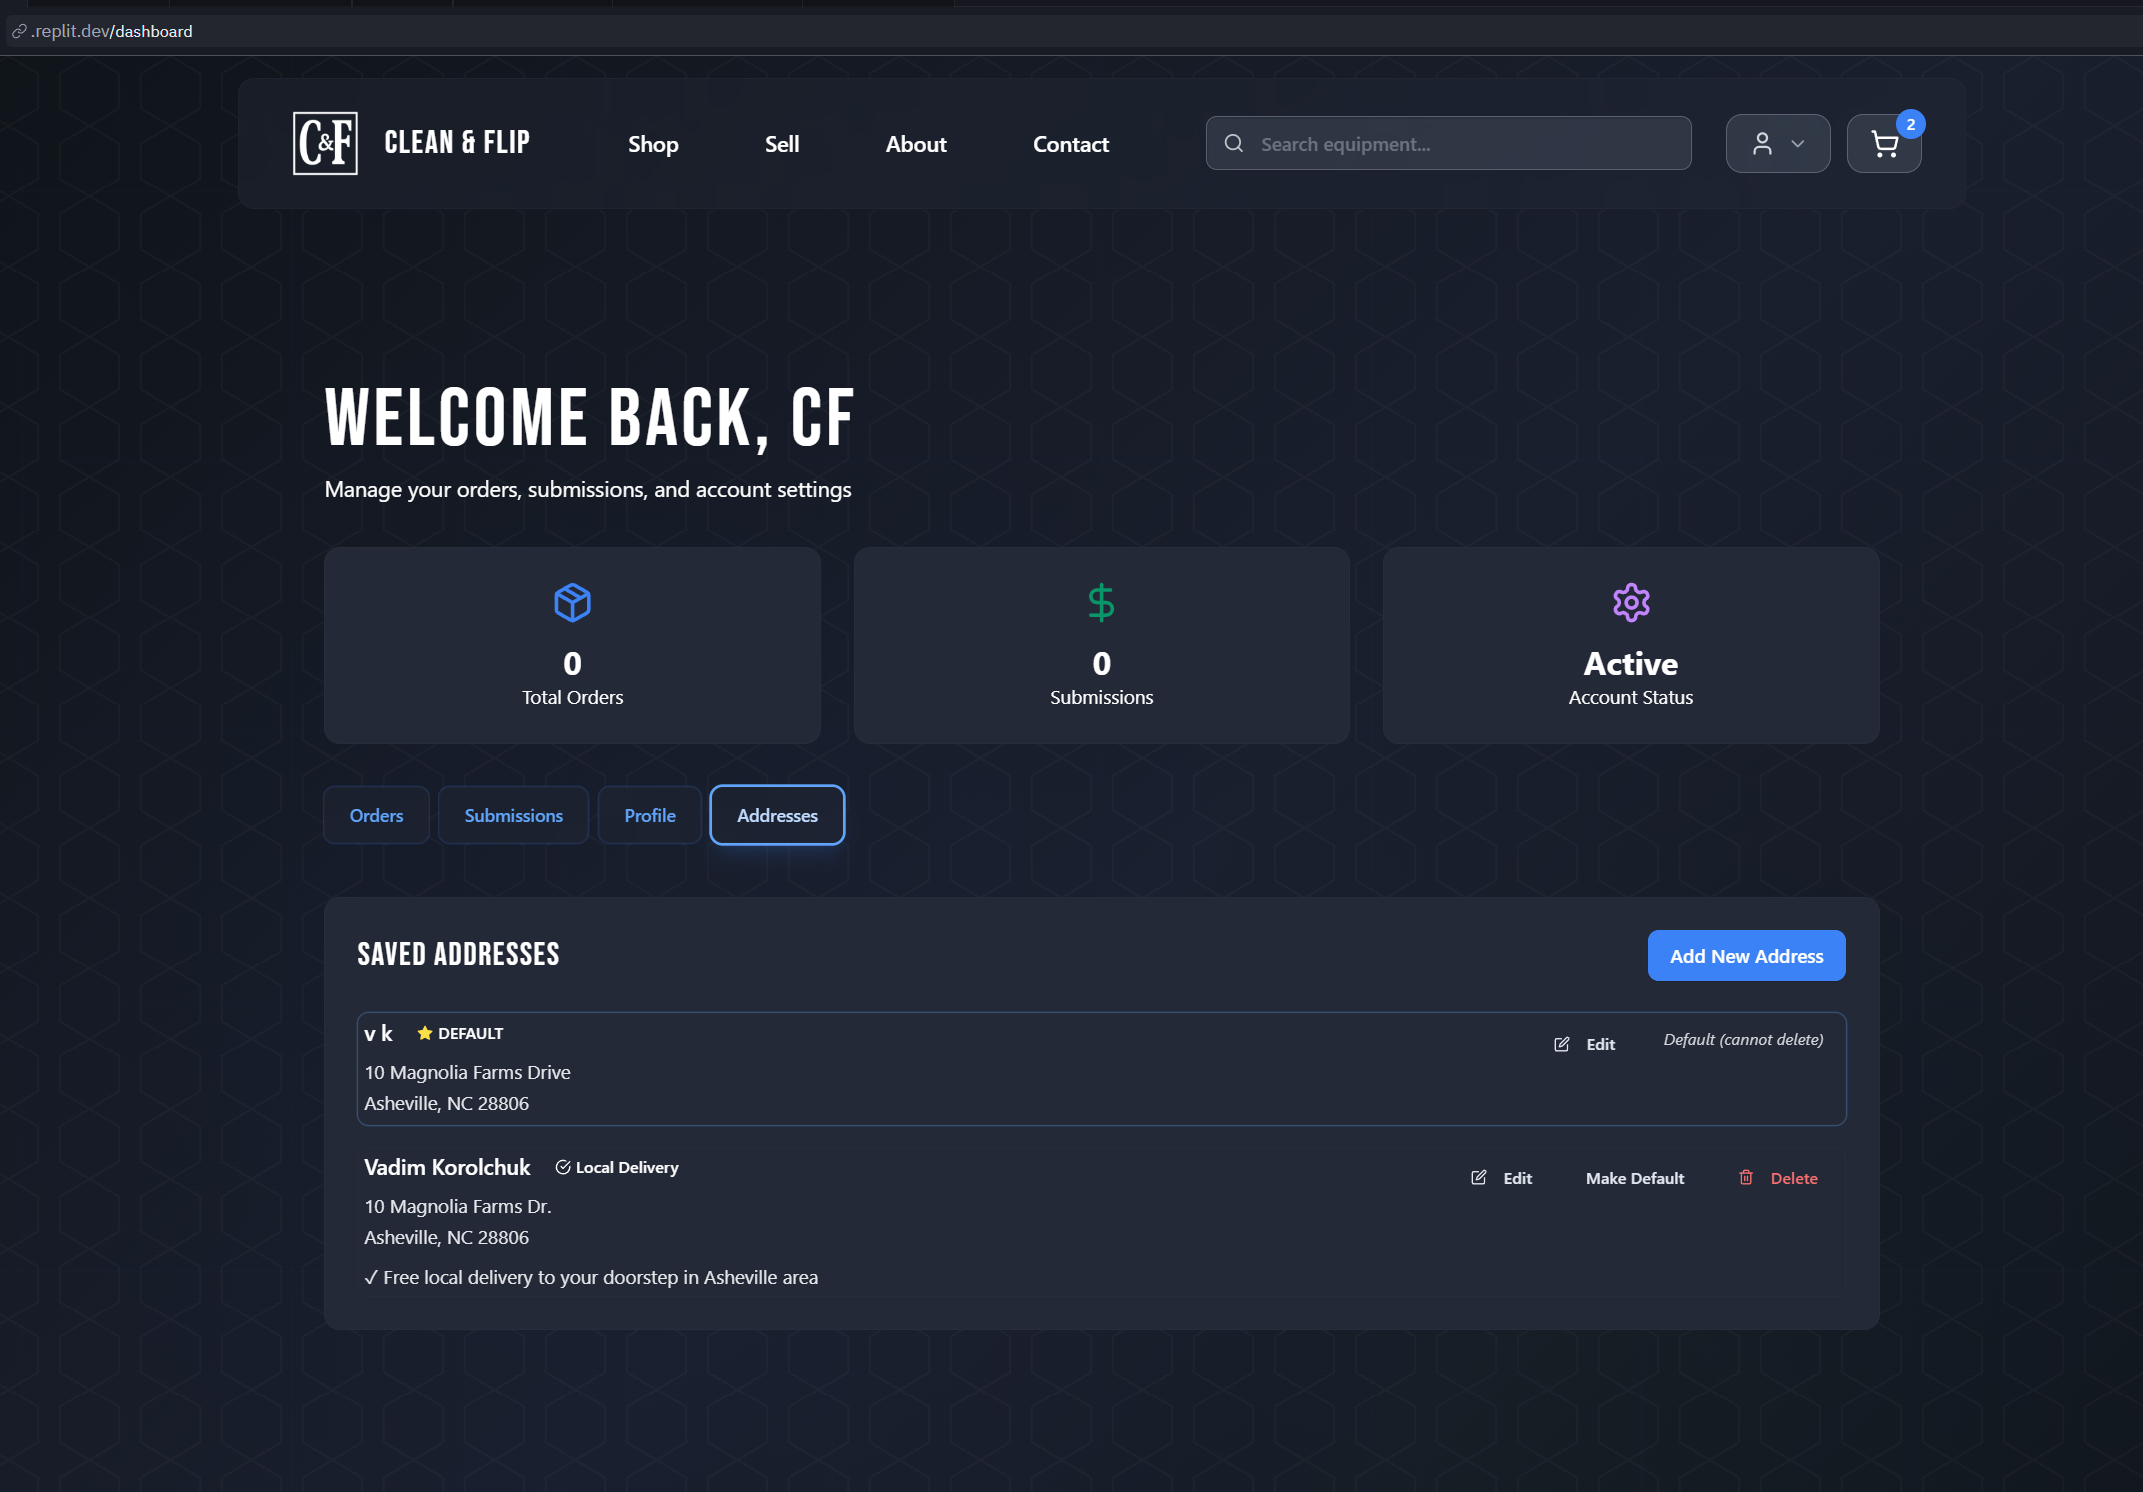 .replit.dev/dashboard
C&F CLEAN & FLIP Shop Sell About Contact Search equipment... 2
WELCOME BACK, CF
Manage your orders, submissions, and account settings
0
Total Orders
0
Submissions
Active
Account Status
Orders Submissions Profile Addresses
SAVED ADDRESSES Add New Address
v k DEFAULT Edit Default (cannot delete)
10 Magnolia Farms Drive
Asheville, NC 28806
Vadim Korolchuk Local Delivery Edit Make Default Delete
10 Magnolia Farms Dr.
Asheville, NC 28806
✓ Free local delivery to your doorstep in Asheville area